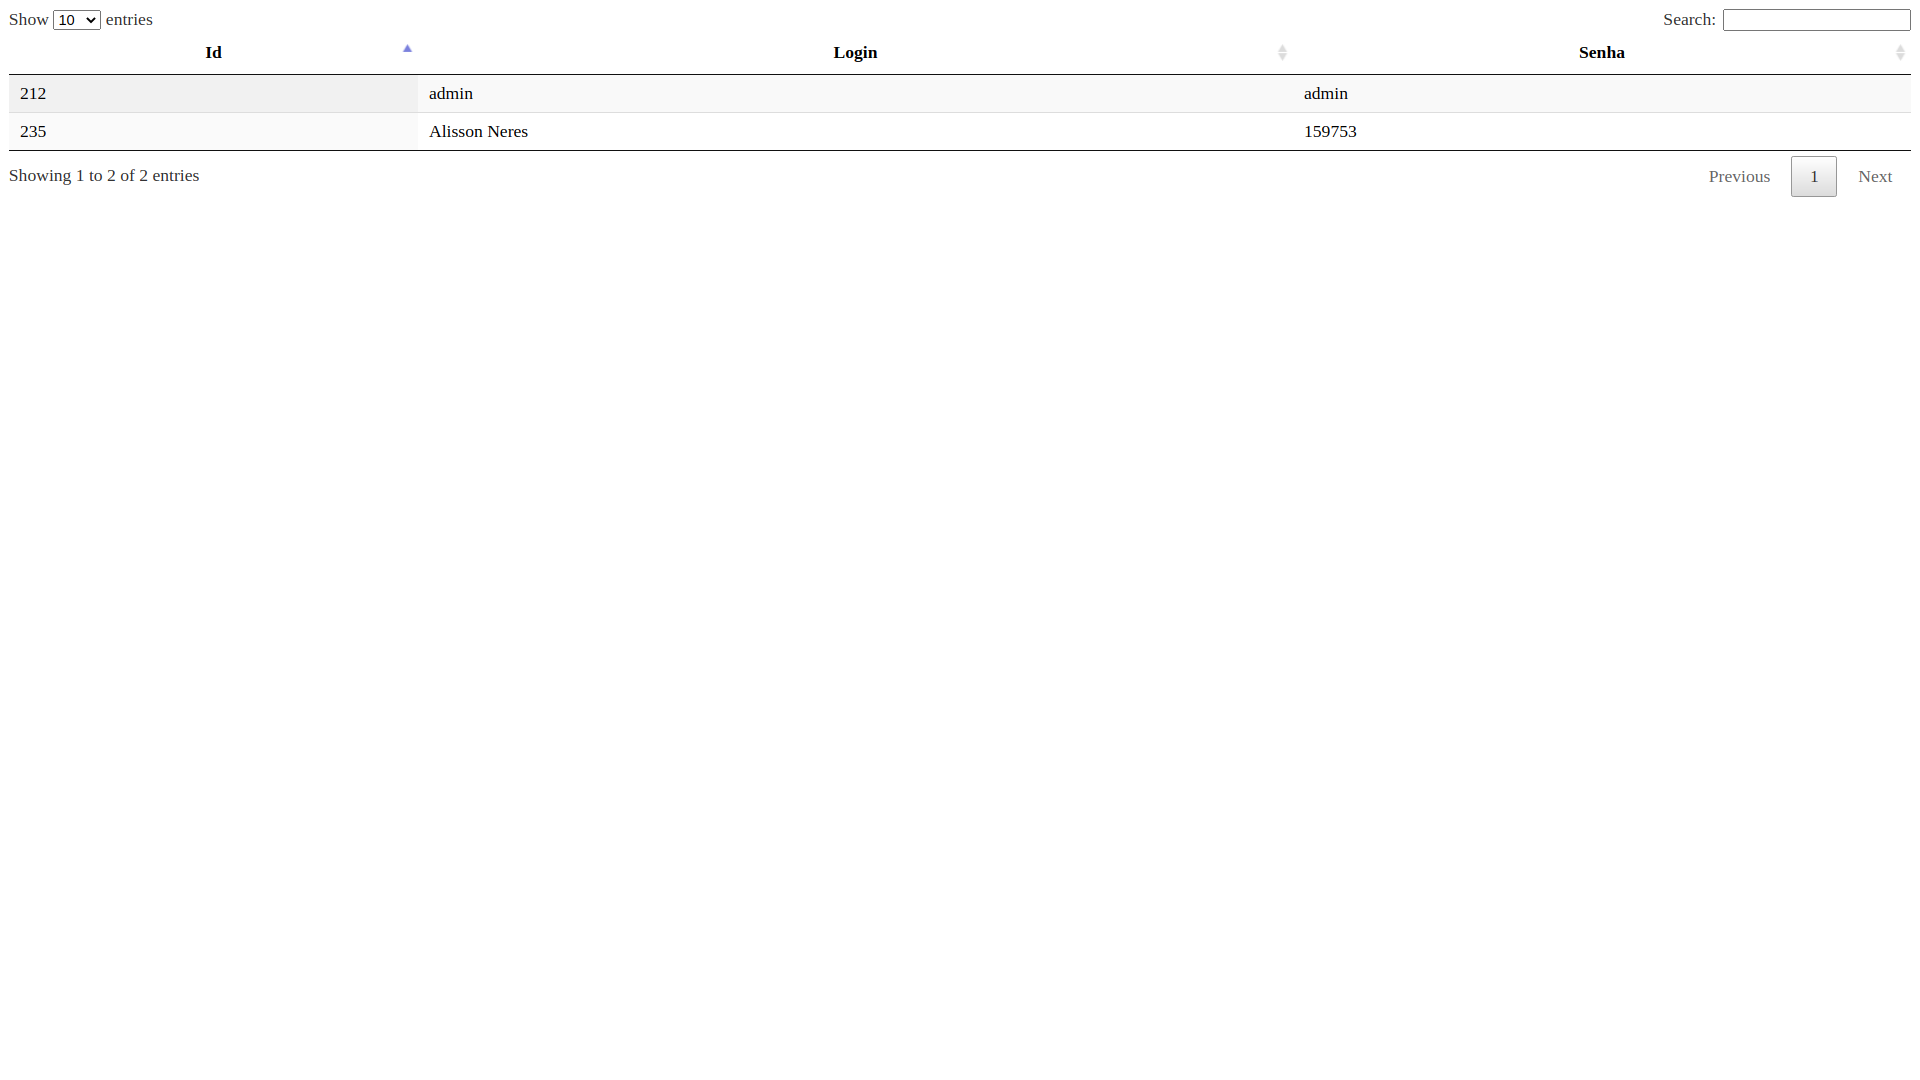 Show 10 entries Search:
Id Login Senha
212 admin admin
235 Alisson Neres 159753
Showing 1 to 2 of 2 entries Previous 1 Next